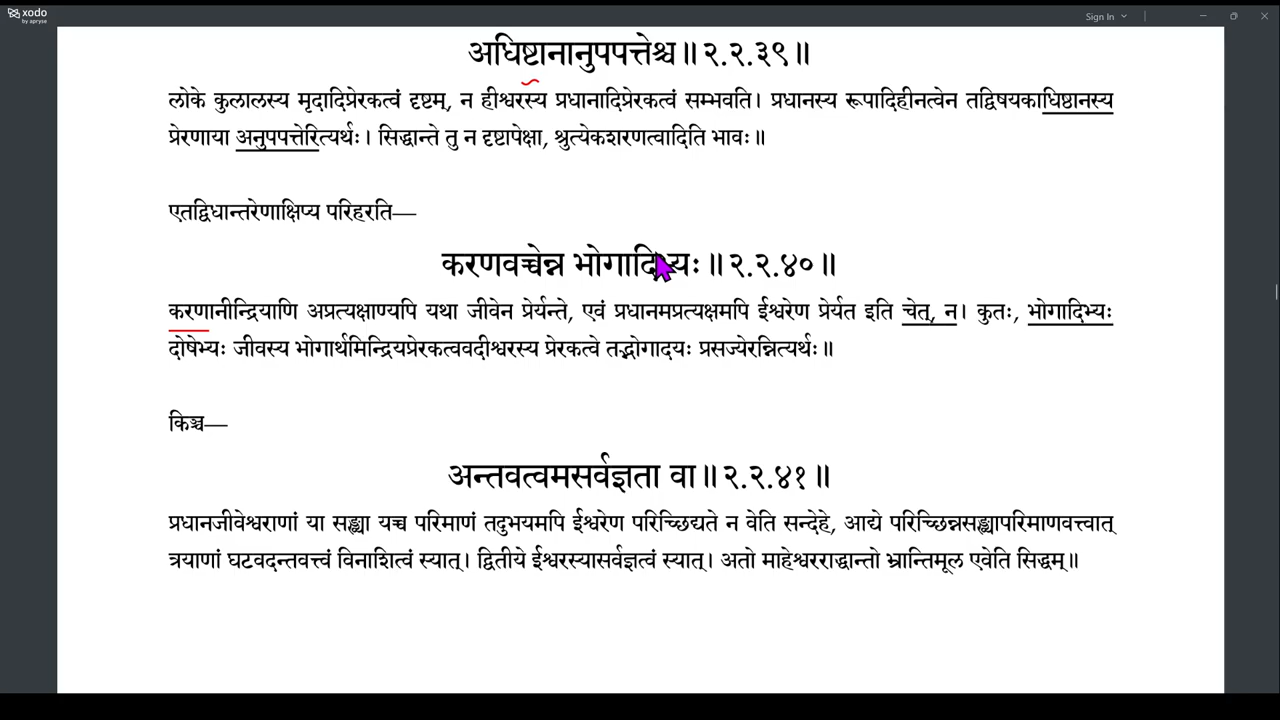 xodo
by apryse
Sign In
अधिष्टानानुपपत्तेश्च॥२.२.३९॥
लोके कुलालस्य मृदादिप्रेरकत्वं दृष्टम्, न हीश्वरस्य प्रधानादिप्रेरकत्वं सम्भवति। प्रधानस्य रूपादिहीनत्वेन तद्विषयकाधिष्ठानस्य
प्रेरणाया अनुपपत्तेरित्यर्थः। सिद्धान्ते तु न दृष्टापेक्षा, श्रुत्येकशरणत्वादिति भावः॥
एतद्विधान्तरेणाक्षिप्य परिहरति—
करणवच्चेन्न भोगादिभ्यः॥२.२.४०॥
करणानीन्द्रियाणि अप्रत्यक्षाण्यपि यथा जीवेन प्रेर्यन्ते, एवं प्रधानमप्रत्यक्षमपि ईश्वरेण प्रेर्यत इति चेत्, न। कुतः, भोगादिभ्यः
दोषेभ्यः जीवस्य भोगार्थमिन्द्रियप्रेरकत्ववदीश्वरस्य प्रेरकत्वे तद्भोगादयः प्रसज्येरन्नित्यर्थः॥
किञ्च—
अन्तवत्वमसर्वज्ञता वा॥२.२.४१॥
प्रधानजीवेश्वराणां या सङ्ख्या यच्च परिमाणं तदुभयमपि ईश्वरेण परिच्छिद्यते न वेति सन्देहे, आद्ये परिच्छिन्नसङ्ख्यापरिमाणवत्त्वात्
त्रयाणां घटवदन्तवत्त्वं विनाशित्वं स्यात्। द्वितीये ईश्वरस्यासर्वज्ञत्वं स्यात्। अतो माहेश्वरराद्धान्तो भ्रान्तिमूल एवेति सिद्धम्॥